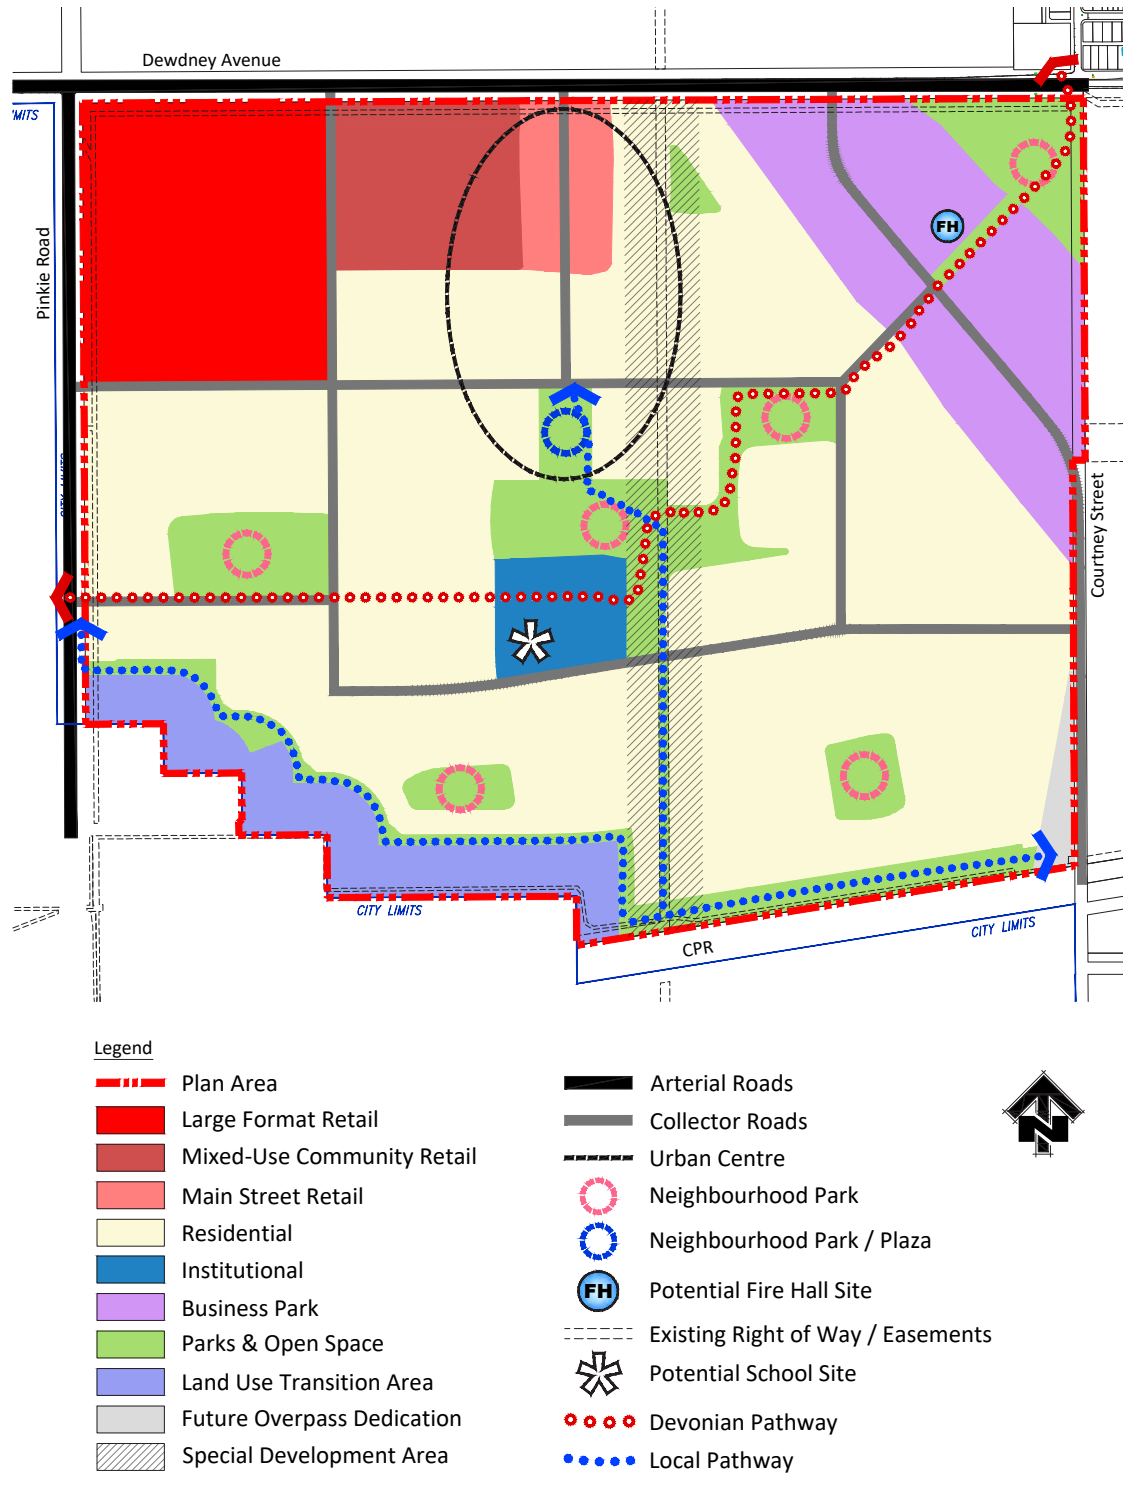 Dewdney Avenue
MITS
Pinkie Road
FH
CITY LIMITS
Courtney Street
CITY LIMITS
CPR
CITY LIMITS
Legend
Plan Area
Large Format Retail
Mixed-Use Community Retail
Main Street Retail
Residential
Institutional
Business Park
Parks & Open Space
Land Use Transition Area
Future Overpass Dedication
Special Development Area
Arterial Roads
Collector Roads
Urban Centre
Neighbourhood Park
Neighbourhood Park / Plaza
FH Potential Fire Hall Site
Existing Right of Way / Easements
Potential School Site
Devonian Pathway
Local Pathway
N